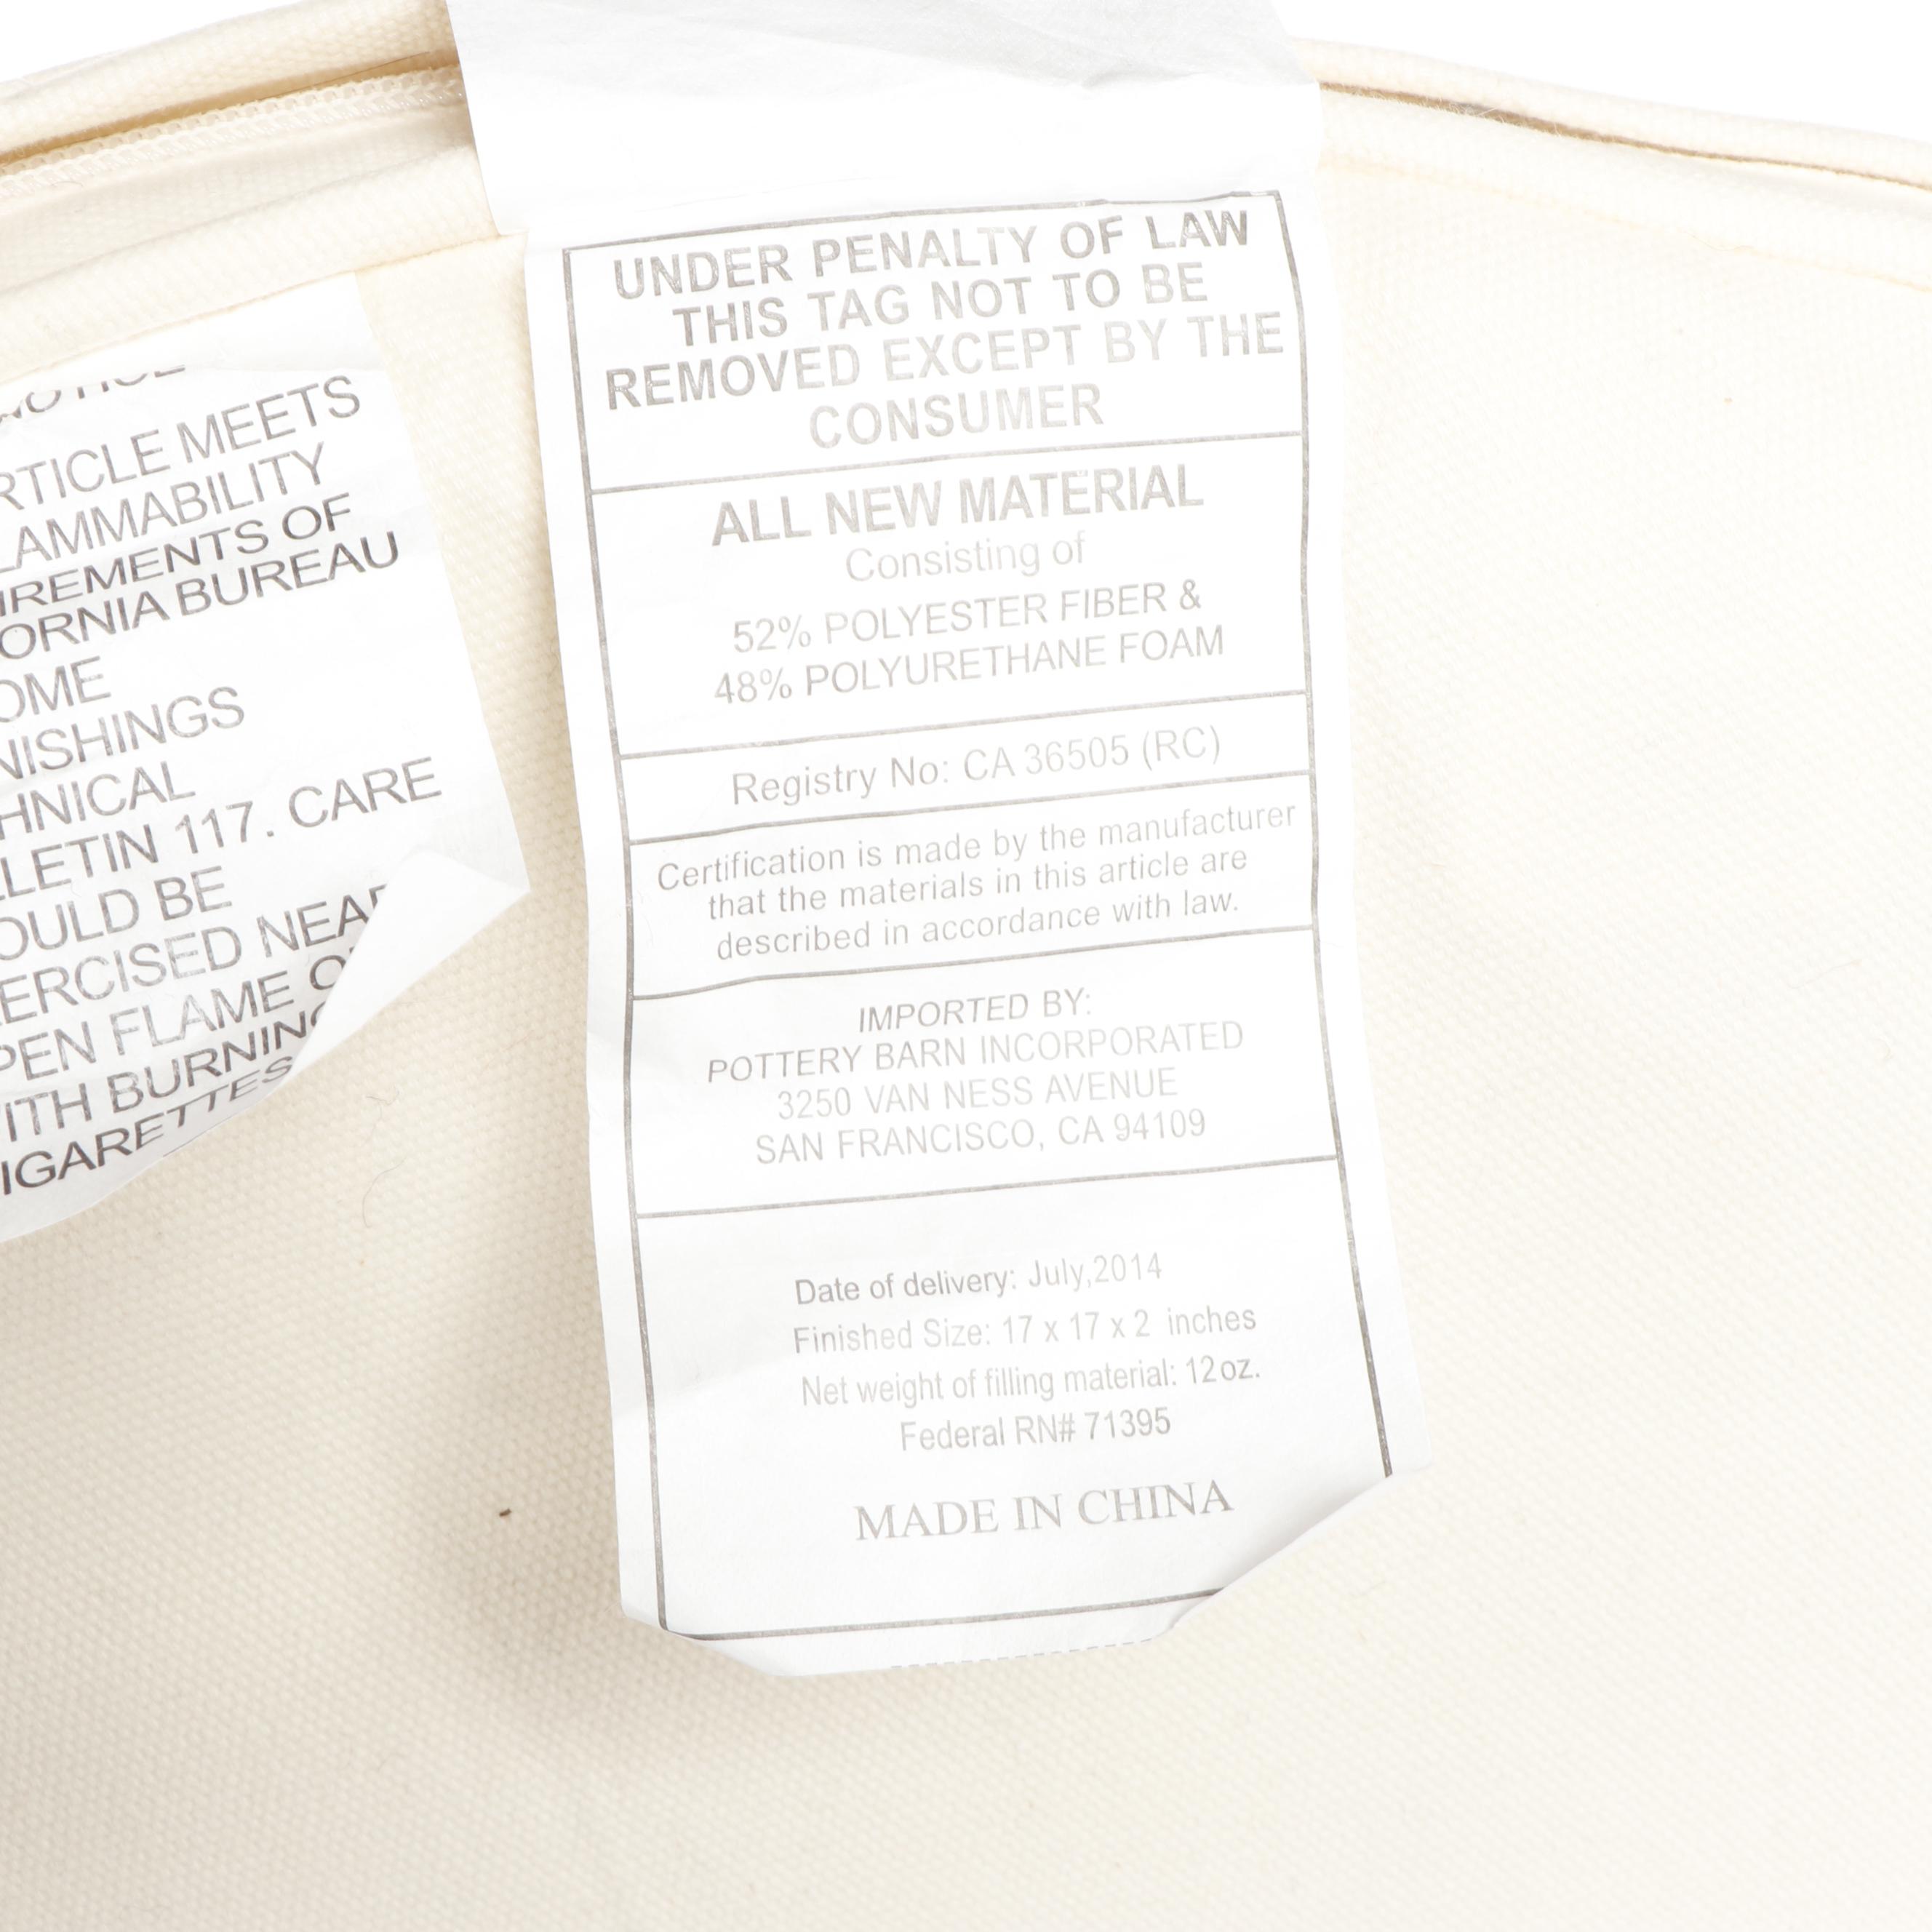 NOTICE
RTICLE MEETS
LAMMABILITY
IREMENTS OF
ORNIA BUREAU
OME
NISHINGS
HNICAL
LLETIN 117. CARE
OULD BE
ERCISED NEAR
PEN FLAME O
ITH BURNING
IGARETTES
UNDER PENALTY OF LAW
THIS TAG NOT TO BE
REMOVED EXCEPT BY THE
CONSUMER
ALL NEW MATERIAL
Consisting of
52% POLYESTER FIBER &
48% POLYURETHANE FOAM
Registry No: CA 36505 (RC)
Certification is made by the manufacturer
that the materials in this article are
described in accordance with law.
IMPORTED BY:
POTTERY BARN INCORPORATED
3250 VAN NESS AVENUE
SAN FRANCISCO, CA 94109
Date of delivery: July,2014
Finished Size: 17 x 17 x 2 inches
Net weight of filling material: 12oz.
Federal RN# 71395
MADE IN CHINA